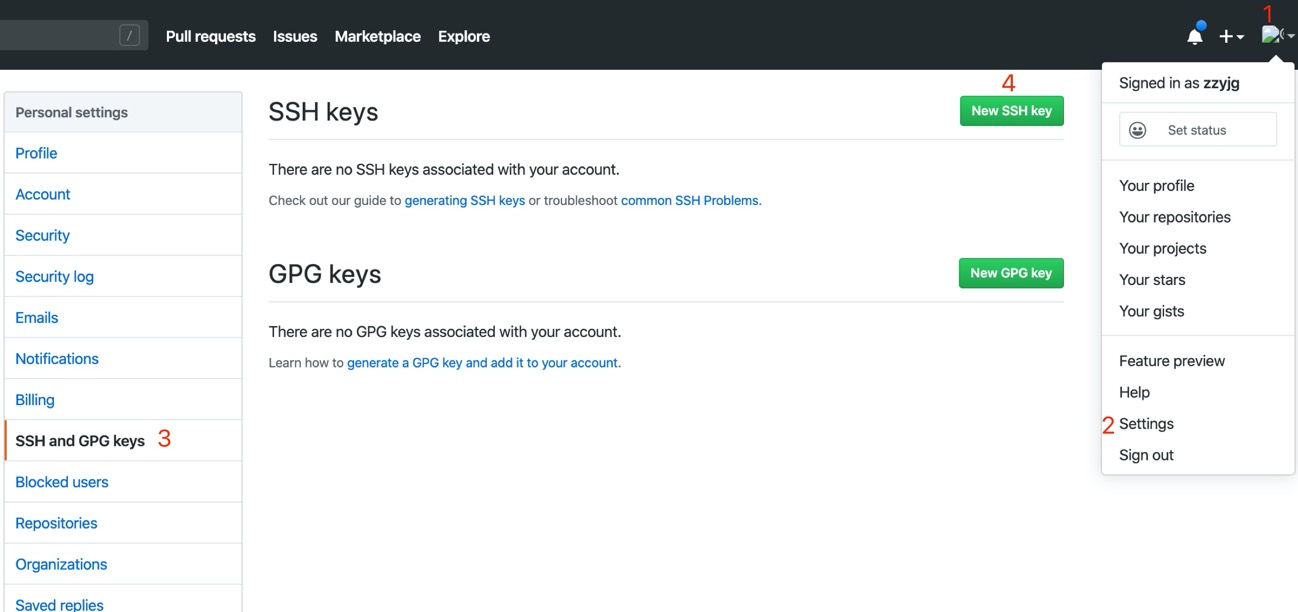 1
/ Pull requests Issues Marketplace Explore
Signed in as zzyjg
Set status
Your profile
Your repositories
Your projects
Your stars
Your gists
Feature preview
Help
2 Settings
Sign out
Personal settings
Profile
Account
Security
Security log
Emails
Notifications
Billing
SSH and GPG keys 3
Blocked users
Repositories
Organizations
Saved replies
4
SSH keys
New SSH key
There are no SSH keys associated with your account.
Check out our guide to generating SSH keys or troubleshoot common SSH Problems.
GPG keys
New GPG key
There are no GPG keys associated with your account.
Learn how to generate a GPG key and add it to your account.